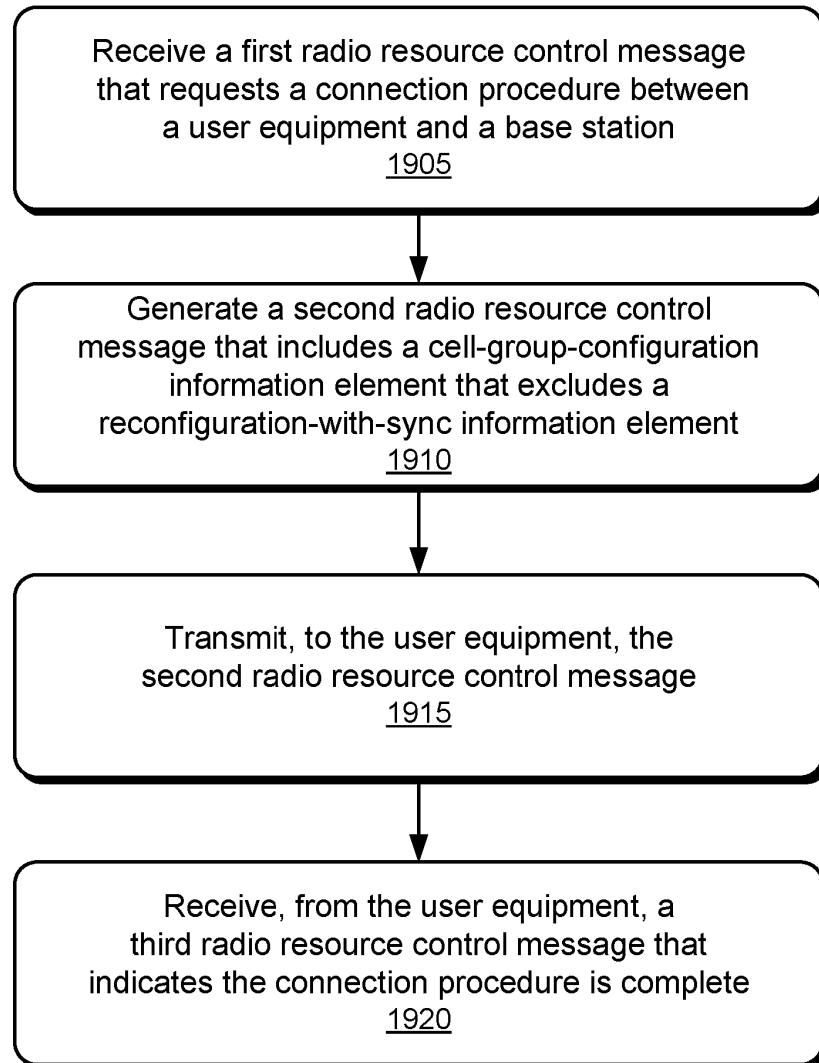 Receive a first radio resource control message
that requests a connection procedure between
a user equipment and a base station
1905
Generate a second radio resource control
message that includes a cell-group-configuration
information element that excludes a
reconfiguration-with-sync information element
1910
Transmit, to the user equipment, the
second radio resource control message
1915
Receive, from the user equipment, a
third radio resource control message that
indicates the connection procedure is complete
1920